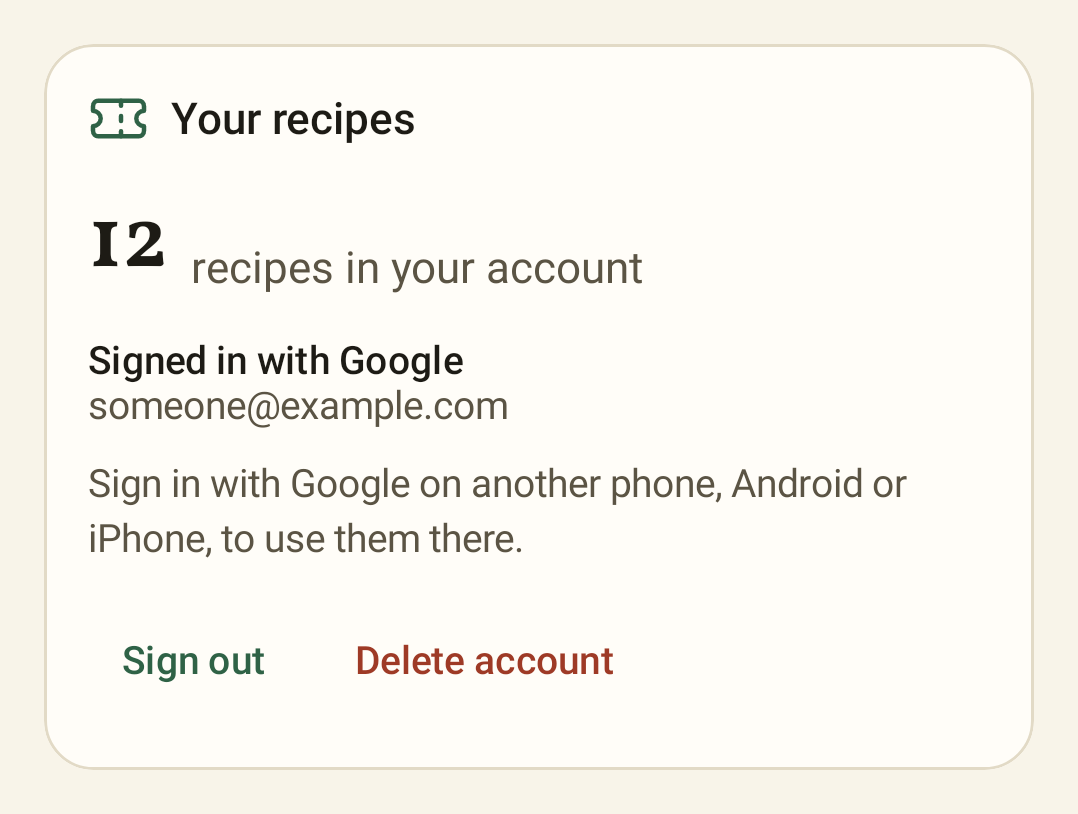 Your recipes
12 recipes in your account
Signed in with Google
someone@example.com
Sign in with Google on another phone, Android or
iPhone, to use them there.
Sign out Delete account